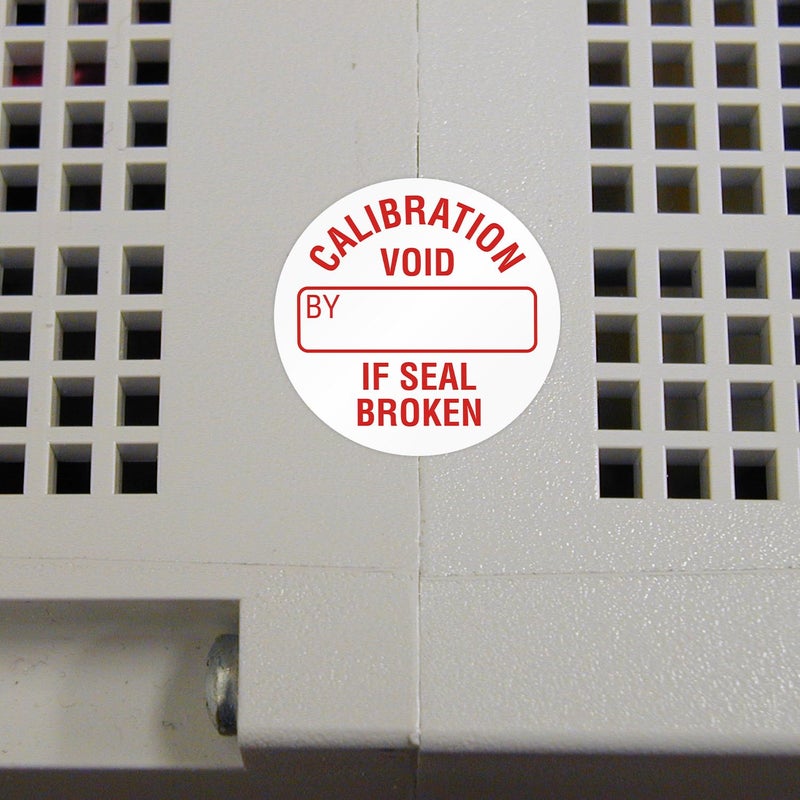 CALIBRATION
VOID
BY
IF SEAL
BROKEN